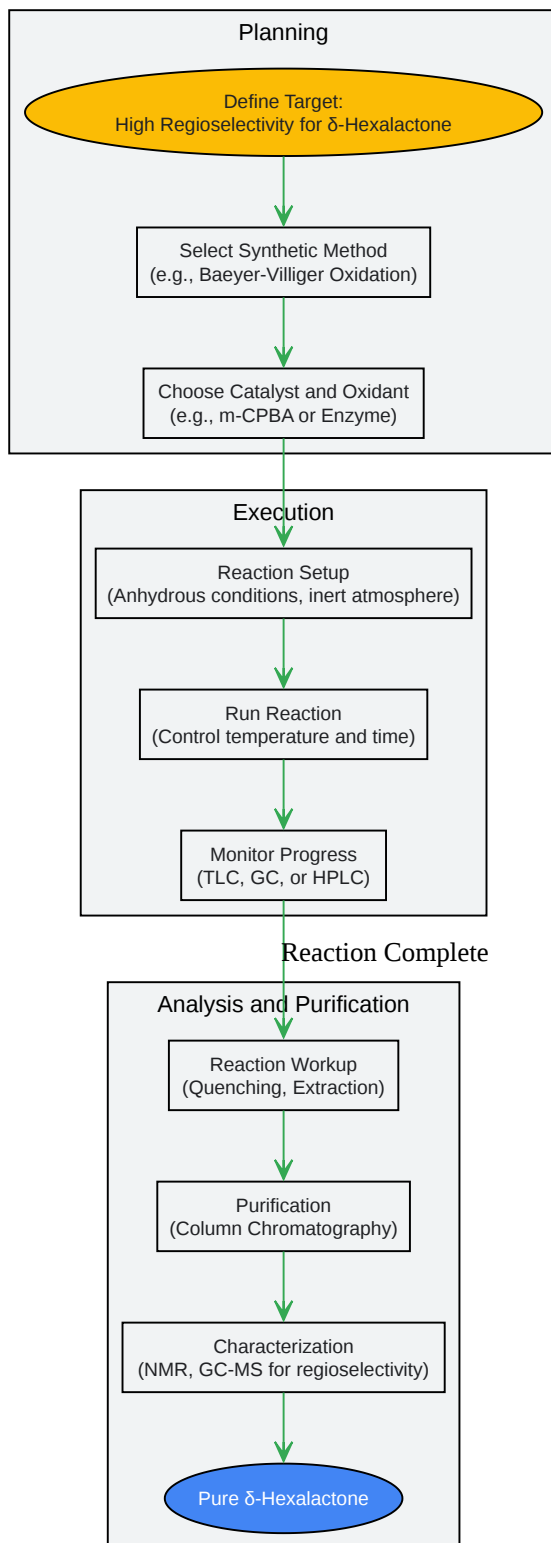 Planning
Define Target:
High Regioselectivity for δ-Hexalactone
Select Synthetic Method
(e.g., Baeyer-Villiger Oxidation)
Choose Catalyst and Oxidant
(e.g., m-CPBA or Enzyme)
Execution
Reaction Setup
(Anhydrous conditions, inert atmosphere)
Run Reaction
(Control temperature and time)
Monitor Progress
(TLC, GC, or HPLC)
Reaction Complete
Analysis and Purification
Reaction Workup
(Quenching, Extraction)
Purification
(Column Chromatography)
Characterization
(NMR, GC-MS for regioselectivity)
Pure δ-Hexalactone